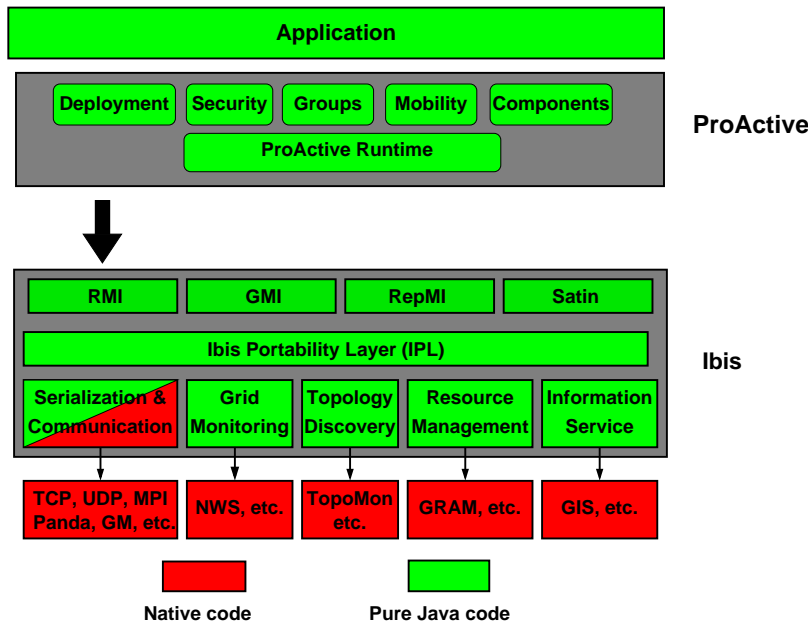 Application
Deployment
Security
Groups
Mobility
Components
ProActive Runtime
ProActive
RMI
GMI
RepMI
Satin
Ibis Portability Layer (IPL)
Ibis
Serialization &
Communication
Grid
Monitoring
Topology
Discovery
Resource
Management
Information
Service
TCP, UDP, MPI
Panda, GM, etc.
NWS, etc.
TopoMon
etc.
GRAM, etc.
GIS, etc.
Native code
Pure Java code